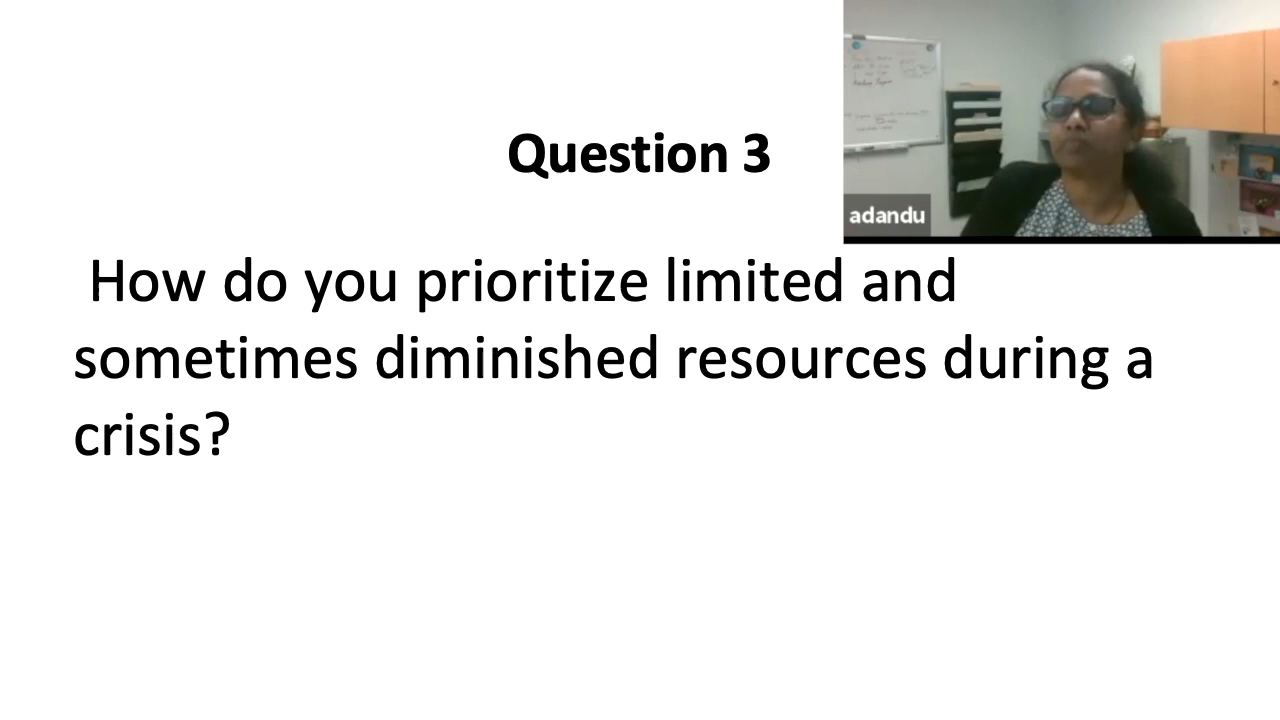 Question 3
adandu
How do you prioritize limited and
sometimes diminished resources during a
crisis?